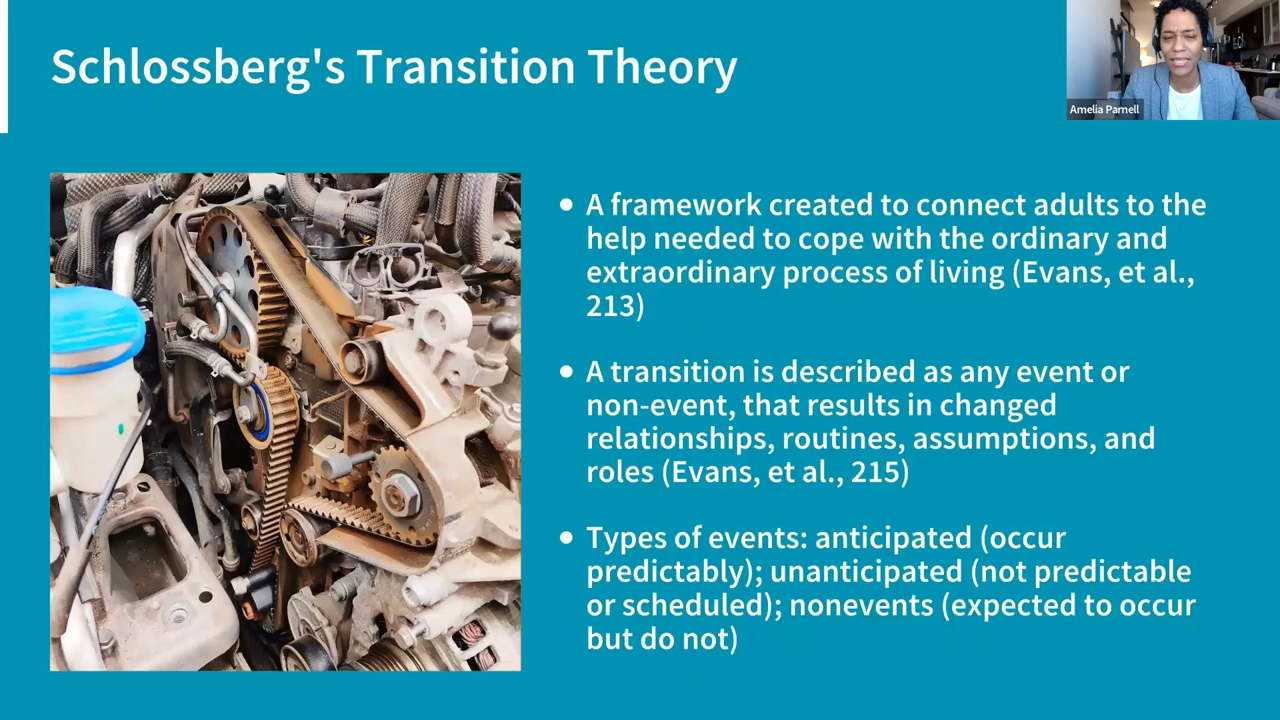 Schlossberg's Transition Theory
Amelia Parnell
• A framework created to connect adults to the
help needed to cope with the ordinary and
extraordinary process of living (Evans, et al.,
213)
• A transition is described as any event or
non-event, that results in changed
relationships, routines, assumptions, and
roles (Evans, et al., 215)
• Types of events: anticipated (occur
predictably); unanticipated (not predictable
or scheduled); nonevents (expected to occur
but do not)